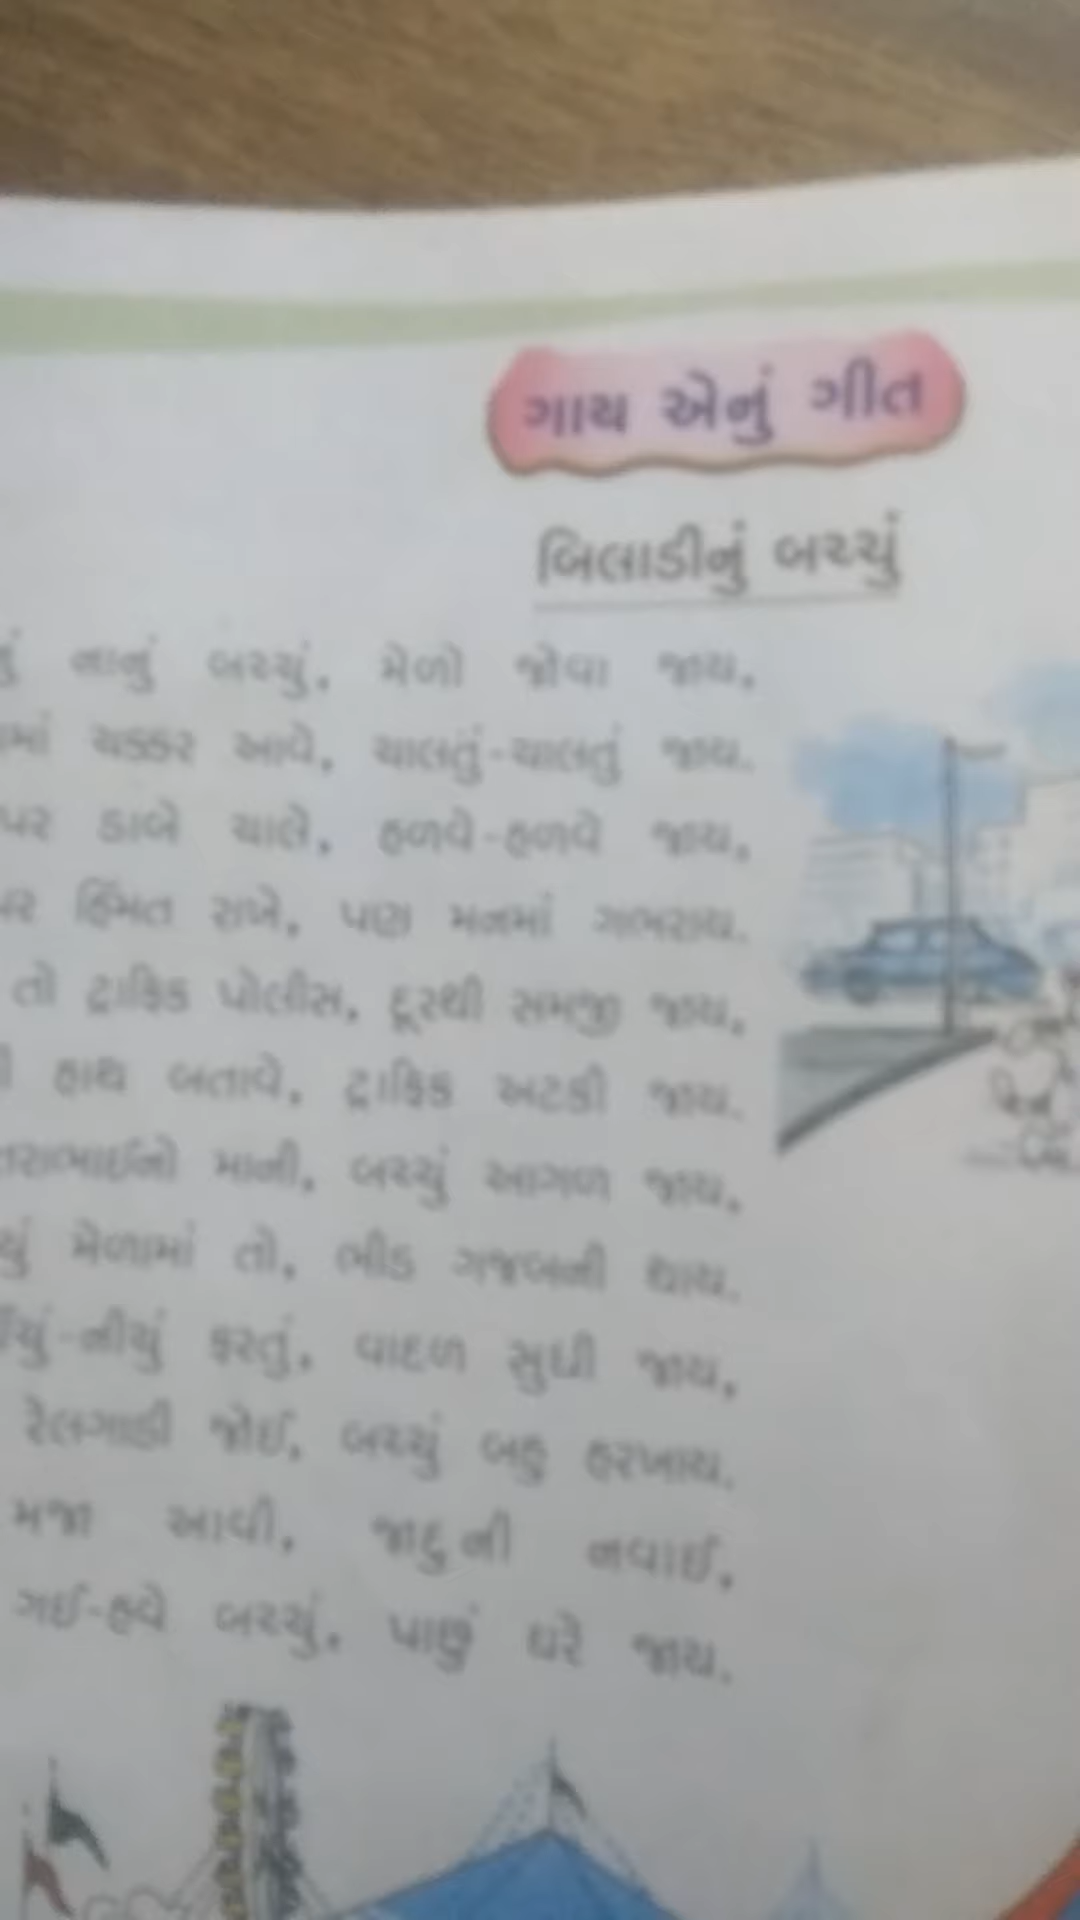 ગાય એનું ગીત
બિલાડીનું બચ્ચું
નાનું બચ્ચું, મેળો જોવા જાય,
ચક્કર આવે, ચાલતું-ચાલતું જાય.
પર ડાબે ચાલે, હળવે-હળવે જાય,
હિંમત રાખે, પણ મનમાં ગભરાય.
તો ટ્રાફિક પોલીસ, દૂરથી સમજી જાય,
હાથ બતાવે, ટ્રાફિક અટકી જાય.
માની, બચ્ચું આગળ જાય,
મેળામાં તો, ભીડ ગજબની થાય.
ફરતું, વાદળ સુધી જાય,
રેલગાડી જોઈ, બચ્ચું બહુ હરખાય.
મજા આવી, જાદુની નવાઈ,
ગઈ-હવે બચ્ચું, પાછું ઘરે જાય.